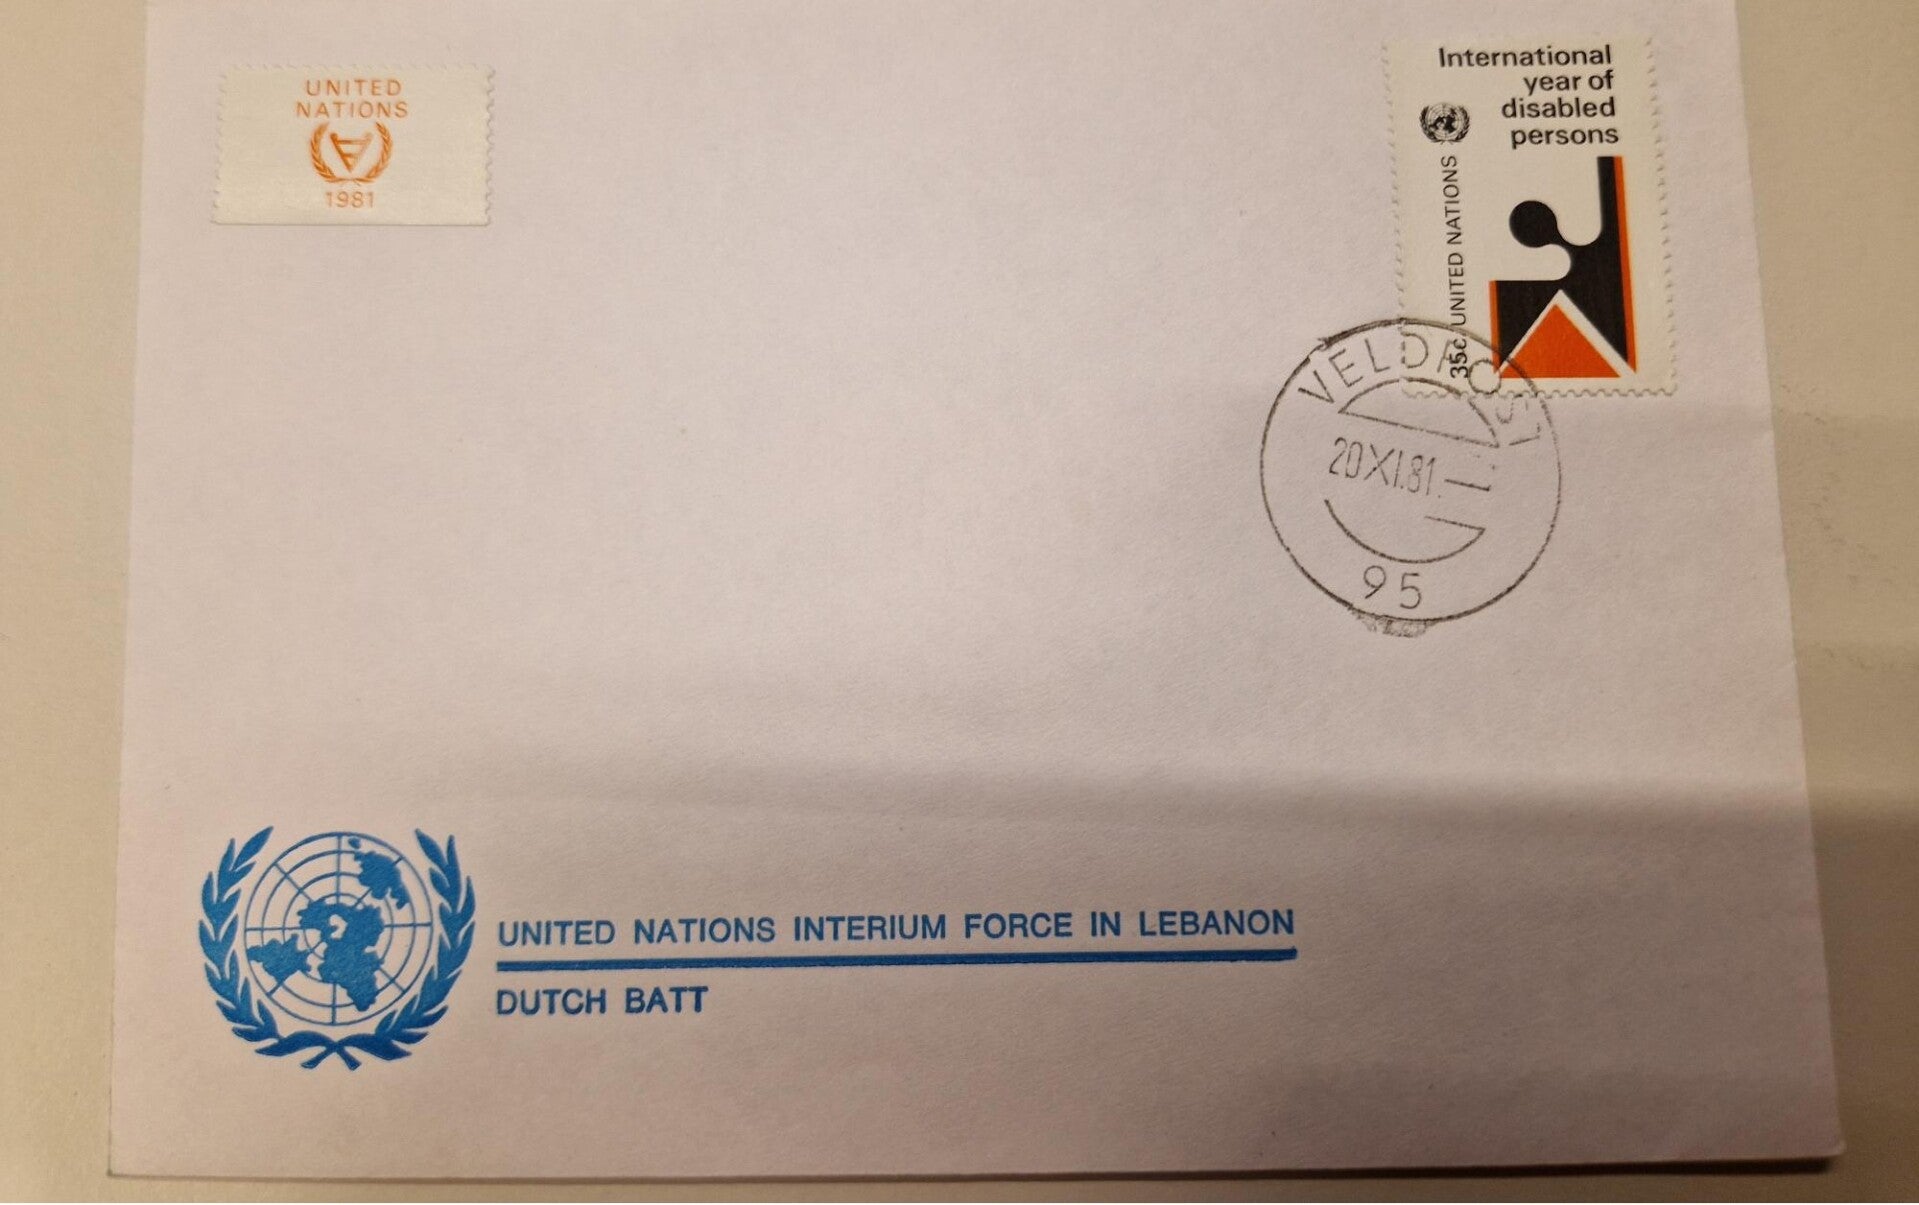 UNITED
NATIONS
1981
International
year of
disabled
persons
35c UNITED NATIONS
VELDPOST
20 XI.81.-
95
UNITED NATIONS INTERIUM FORCE IN LEBANON
DUTCH BATT